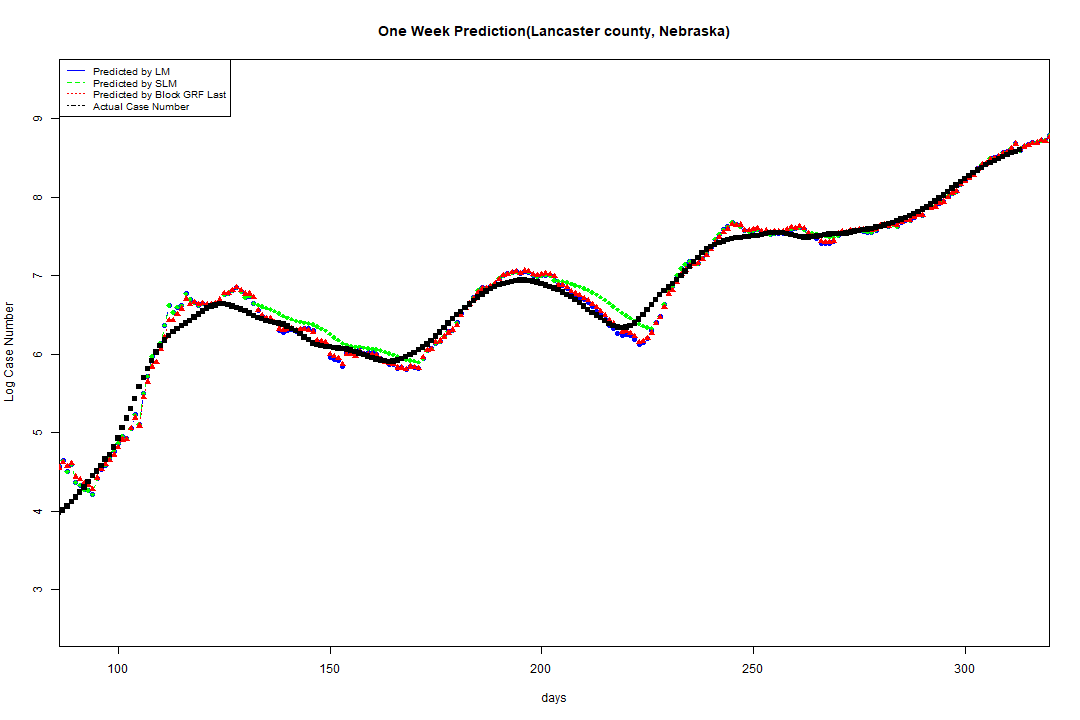 One Week Prediction(Lancaster county, Nebraska)
Predicted by LM
Predicted by SLM
Predicted by Block GRF Last
Actual Case Number
Log Case Number
9
8
7
6
5
4
3
100 150 200 250 300
days